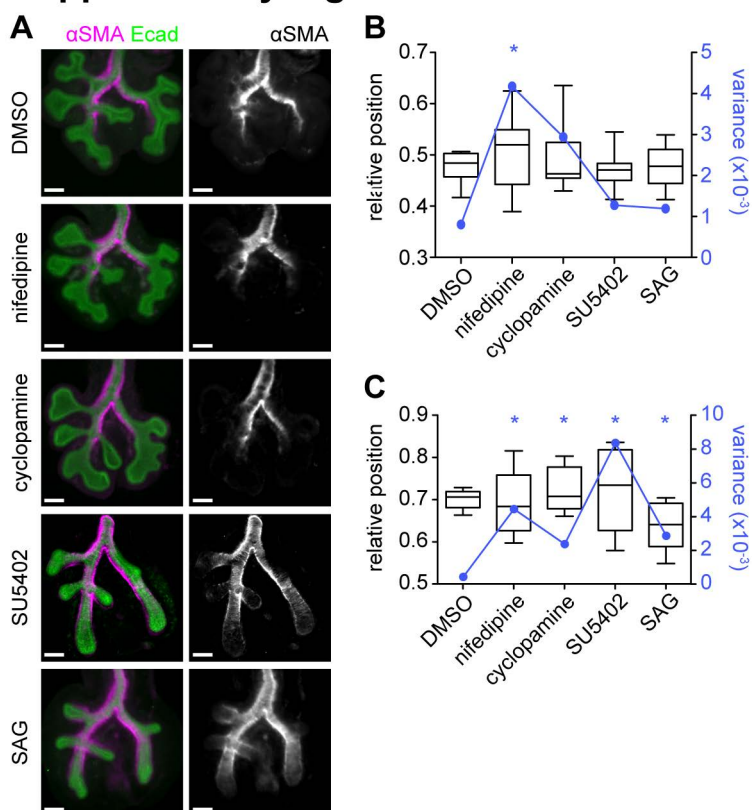 A
αSMA Ecad
αSMA
DMSO
nifedipine
cyclopamine
SU5402
SAG
B
relative position
0.7
0.6
0.5
0.4
0.3
*
5
4
3
2
1
0
variance (x10-3)
DMSO
nifedipine
cyclopamine
SU5402
SAG
C
relative position
0.9
0.8
0.7
0.6
0.5
* * * *
10
8
6
4
2
0
variance (x10-3)
DMSO
nifedipine
cyclopamine
SU5402
SAG